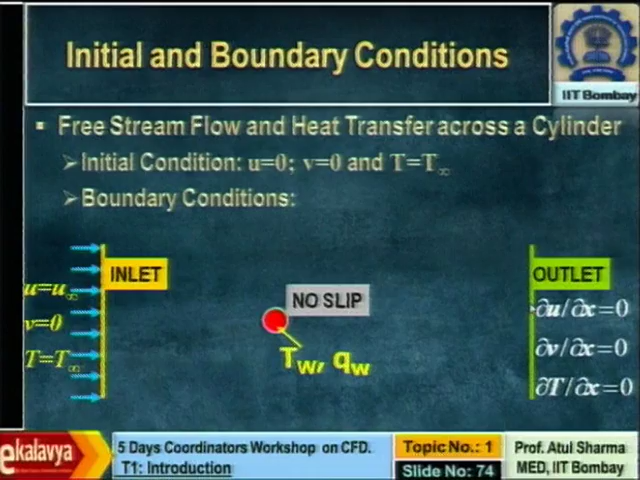 Initial and Boundary Conditions
IIT Bombay
▪ Free Stream Flow and Heat Transfer across a Cylinder
➢Initial Condition: u=0; v=0 and T=T∞
➢Boundary Conditions:
INLET
OUTLET
u=u∞
NO SLIP
∂u/∂x=0
v=0
∂v/∂x=0
T=T∞
Tw, qw
∂T/∂x=0
ekalavya
5 Days Coordinators Workshop on CFD.
T1: Introduction
Topic No.: 1
Slide No: 74
Prof. Atul Sharma
MED, IIT Bombay